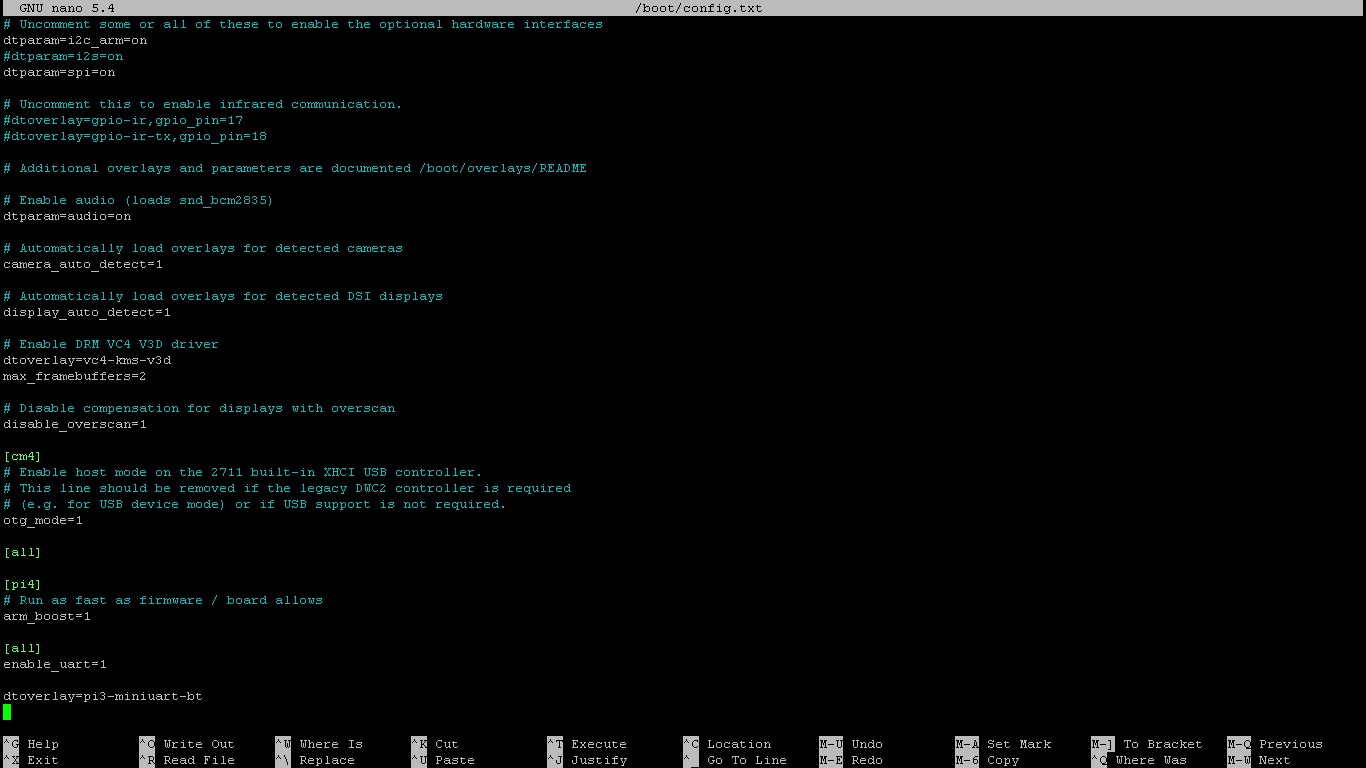 GNU nano 5.4 /boot/config.txt
# Uncomment some or all of these to enable the optional hardware interfaces
dtparam=i2c_arm=on
#dtparam=i2s=on
dtparam=spi=on
# Uncomment this to enable infrared communication.
#dtoverlay=gpio-ir,gpio_pin=17
#dtoverlay=gpio-ir-tx,gpio_pin=18
# Additional overlays and parameters are documented /boot/overlays/README
# Enable audio (loads snd_bcm2835)
dtparam=audio=on
# Automatically load overlays for detected cameras
camera_auto_detect=1
# Automatically load overlays for detected DSI displays
display_auto_detect=1
# Enable DRM VC4 V3D driver
dtoverlay=vc4-kms-v3d
max_framebuffers=2
# Disable compensation for displays with overscan
disable_overscan=1
[cm4]
# Enable host mode on the 2711 built-in XHCI USB controller.
# This line should be removed if the legacy DWC2 controller is required
# (e.g. for USB device mode) or if USB support is not required.
otg_mode=1
[all]
[pi4]
# Run as fast as firmware / board allows
arm_boost=1
[all]
enable_uart=1
dtoverlay=pi3-miniuart-bt
^G Help ^O Write Out ^W Where Is ^K Cut ^T Execute ^C Location M-U Undo M-A Set Mark M-] To Bracket M-Q Previous
^X Exit ^R Read File ^\ Replace ^U Paste ^J Justify ^_ Go To Line M-E Redo M-6 Copy ^Q Where Was M-W Next